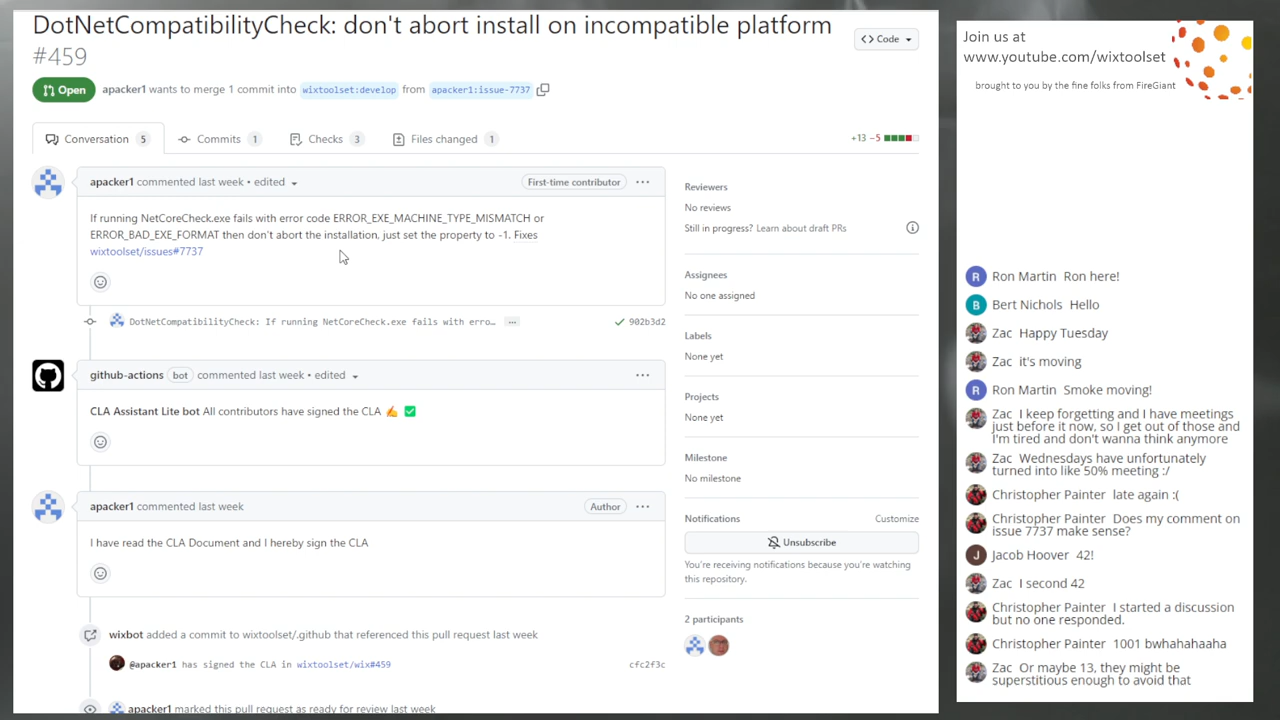 DotNetCompatibilityCheck: don't abort install on incompatible platform
#459
Code
Open apacker1 wants to merge 1 commit into wixtoolset:develop from apacker1:issue-7737
Conversation 5 Commits 1 Checks 3 Files changed 1
+13 −5
apacker1 commented last week • edited First-time contributor
If running NetCoreCheck.exe fails with error code ERROR_EXE_MACHINE_TYPE_MISMATCH or
ERROR_BAD_EXE_FORMAT then don't abort the installation, just set the property to -1. Fixes
wixtoolset/issues#7737
DotNetCompatibilityCheck: If running NetCoreCheck.exe fails with erro… ... 902b3d2
github-actions bot commented last week • edited
CLA Assistant Lite bot All contributors have signed the CLA ✍️ ✅
apacker1 commented last week Author
I have read the CLA Document and I hereby sign the CLA
wixbot added a commit to wixtoolset/.github that referenced this pull request last week
@apacker1 has signed the CLA in wixtoolset/wix#459 cfc2f3c
apacker1 marked this pull request as ready for review last week
Reviewers
No reviews
Still in progress? Learn about draft PRs
Assignees
No one assigned
Labels
None yet
Projects
None yet
Milestone
No milestone
Notifications Customize
Unsubscribe
You're receiving notifications because you're watching
this repository.
2 participants
Join us at
www.youtube.com/wixtoolset
brought to you by the fine folks from FireGiant
R Ron Martin Ron here!
B Bert Nichols Hello
Zac Happy Tuesday
Zac it's moving
R Ron Martin Smoke moving!
Zac I keep forgetting and I have meetings
just before it now, so I get out of those and
I'm tired and don't wanna think anymore
Zac Wednesdays have unfortunately
turned into like 50% meeting :/
Christopher Painter late again :(
Christopher Painter Does my comment on
issue 7737 make sense?
J Jacob Hoover 42!
Zac I second 42
Christopher Painter I started a discussion
but no one responded.
Christopher Painter 1001 bwhahahaaha
Zac Or maybe 13, they might be
superstitious enough to avoid that